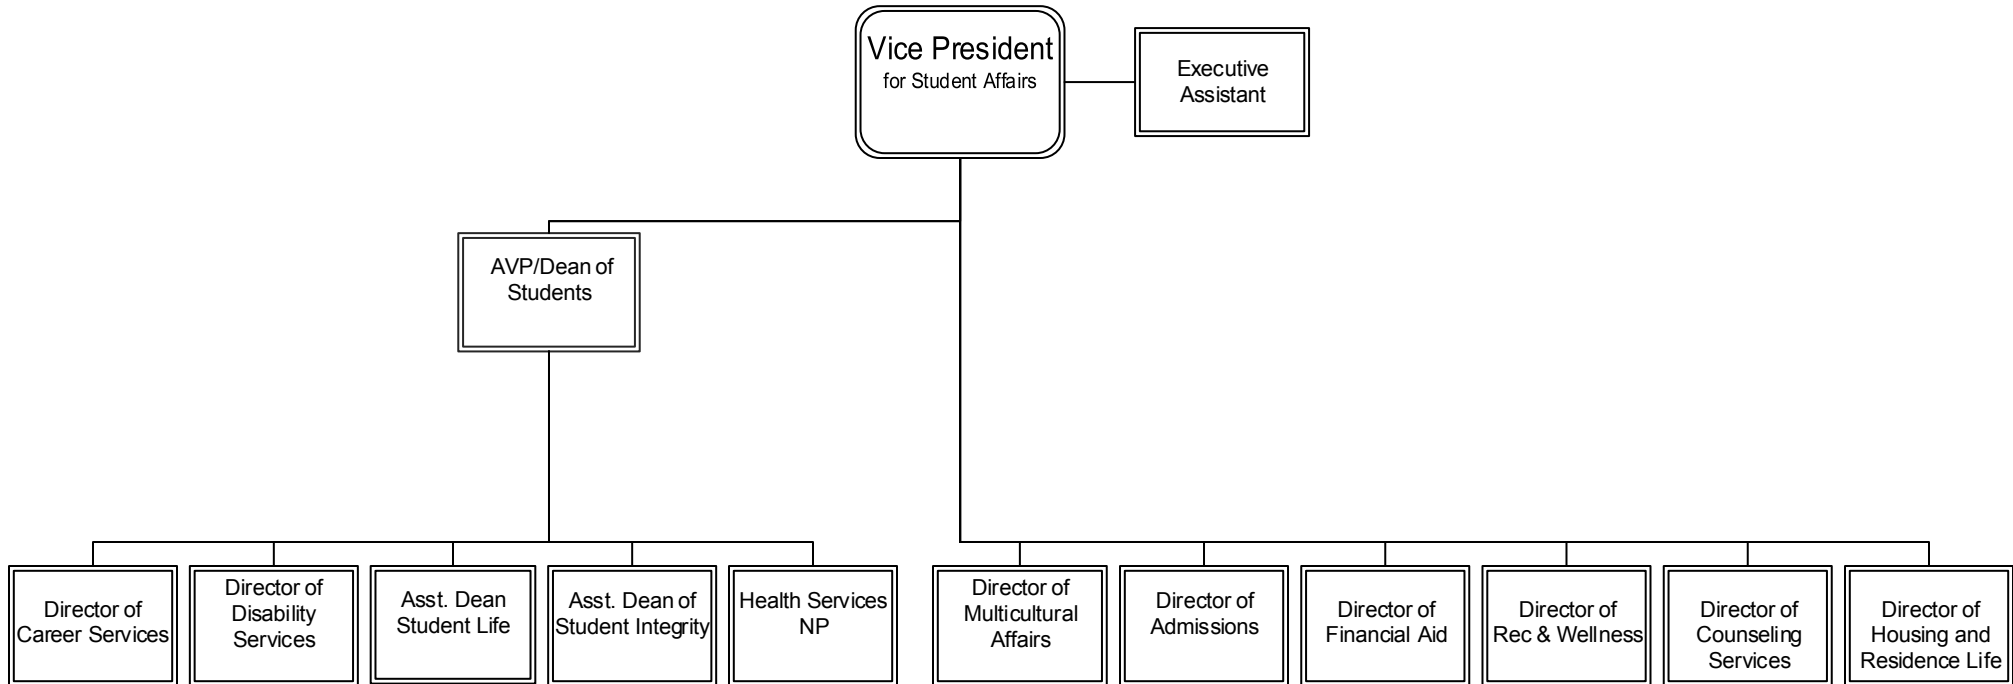 Vice President
for Student Affairs
Executive
Assistant
AVP/Dean of
Students
Director of
Career Services
Director of
Disability
Services
Asst. Dean
Student Life
Asst. Dean of
Student Integrity
Health Services
NP
Director of
Multicultural
Affairs
Director of
Admissions
Director of
Financial Aid
Director of
Rec & Wellness
Director of
Counseling
Services
Director of
Housing and
Residence Life